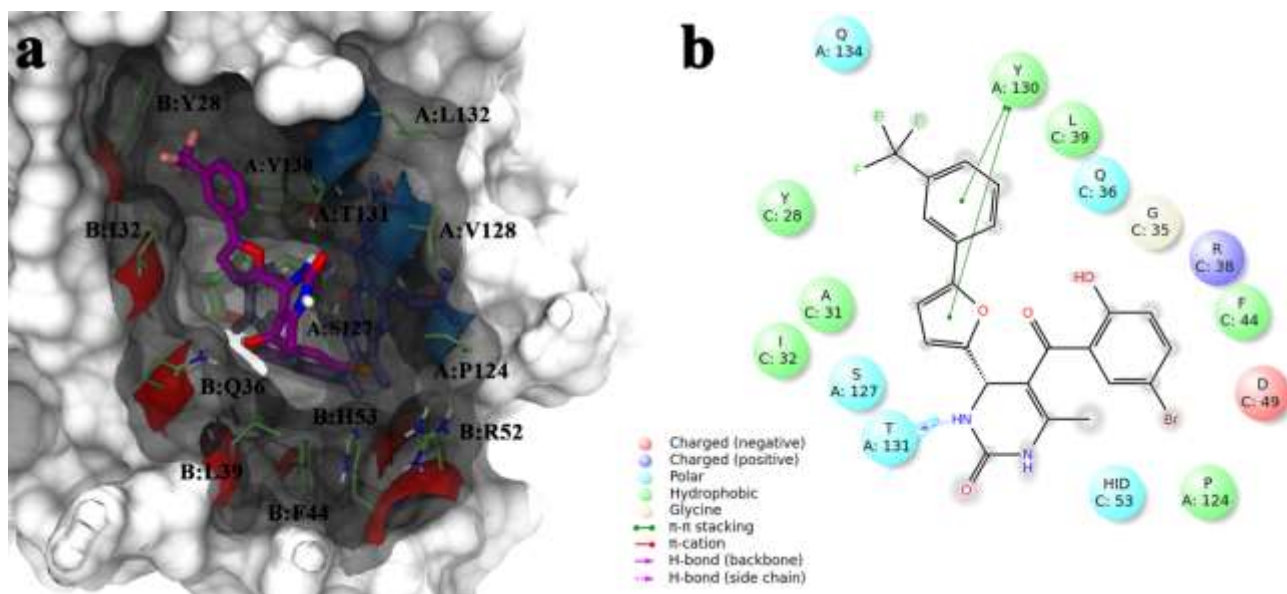 a
B:Y28
A:L132
A:Y130
A:T131
B:I32
A:V128
A:S127
A:P124
B:Q36
B:H53
B:R52
B:L39
B:F44
b
Q
A: 134
Y
A: 130
L
C: 39
Q
C: 36
G
C: 35
R
C: 38
F
C: 44
D
C: 49
P
A: 124
HID
C: 53
Y
C: 28
A
C: 31
I
C: 32
S
A: 127
T
A: 131
F
HO
O
O
Br
HN
N
H
O
Charged (negative)
Charged (positive)
Polar
Hydrophobic
Glycine
π-π stacking
π-cation
H-bond (backbone)
H-bond (side chain)